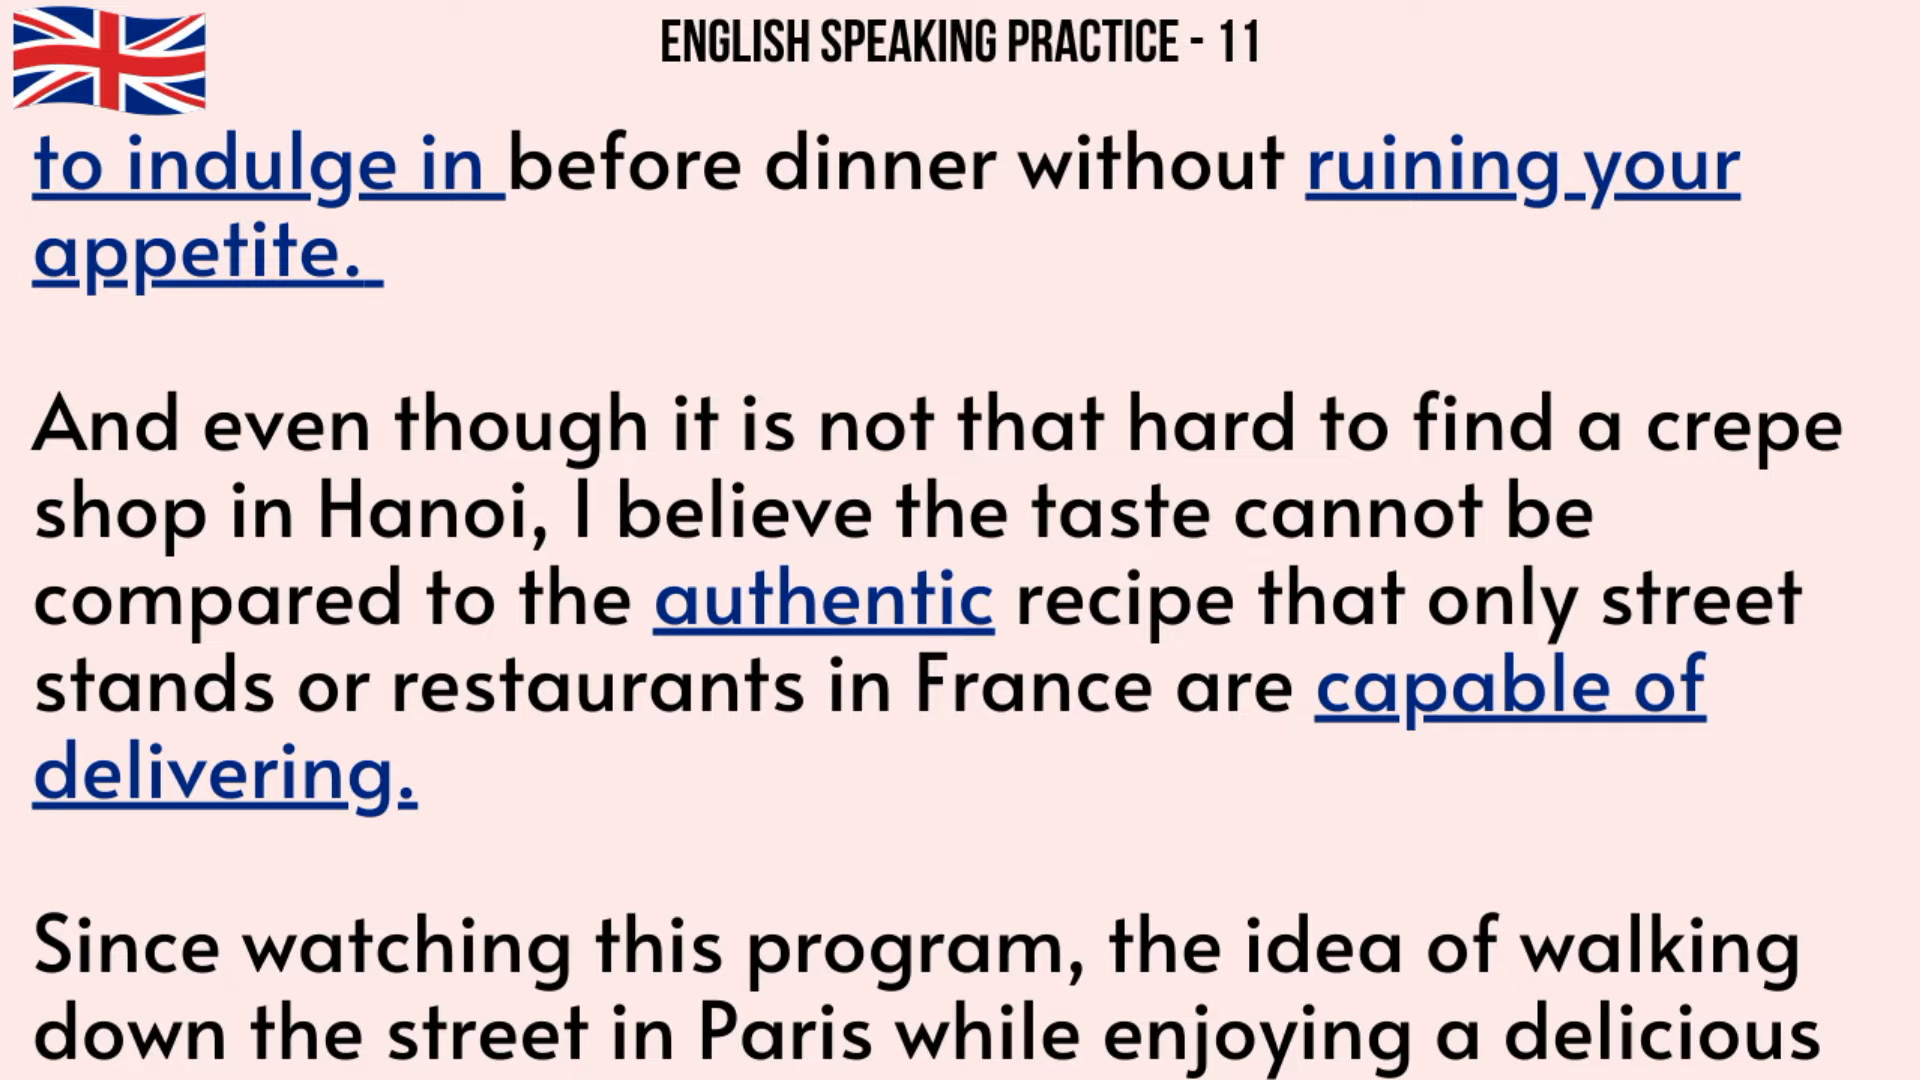 ENGLISH SPEAKING PRACTICE - 11
to indulge in before dinner without ruining your
appetite.
And even though it is not that hard to find a crepe
shop in Hanoi, I believe the taste cannot be
compared to the authentic recipe that only street
stands or restaurants in France are capable of
delivering.
Since watching this program, the idea of walking
down the street in Paris while enjoying a delicious